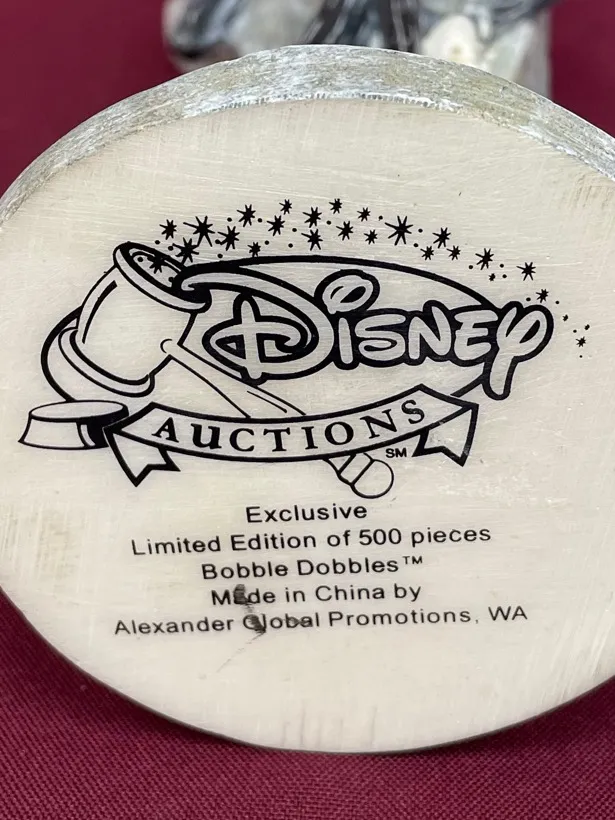 Disney
AUCTIONS
SM
Exclusive
Limited Edition of 500 pieces
Bobble Dobbles™
Made in China by
Alexander Global Promotions, WA